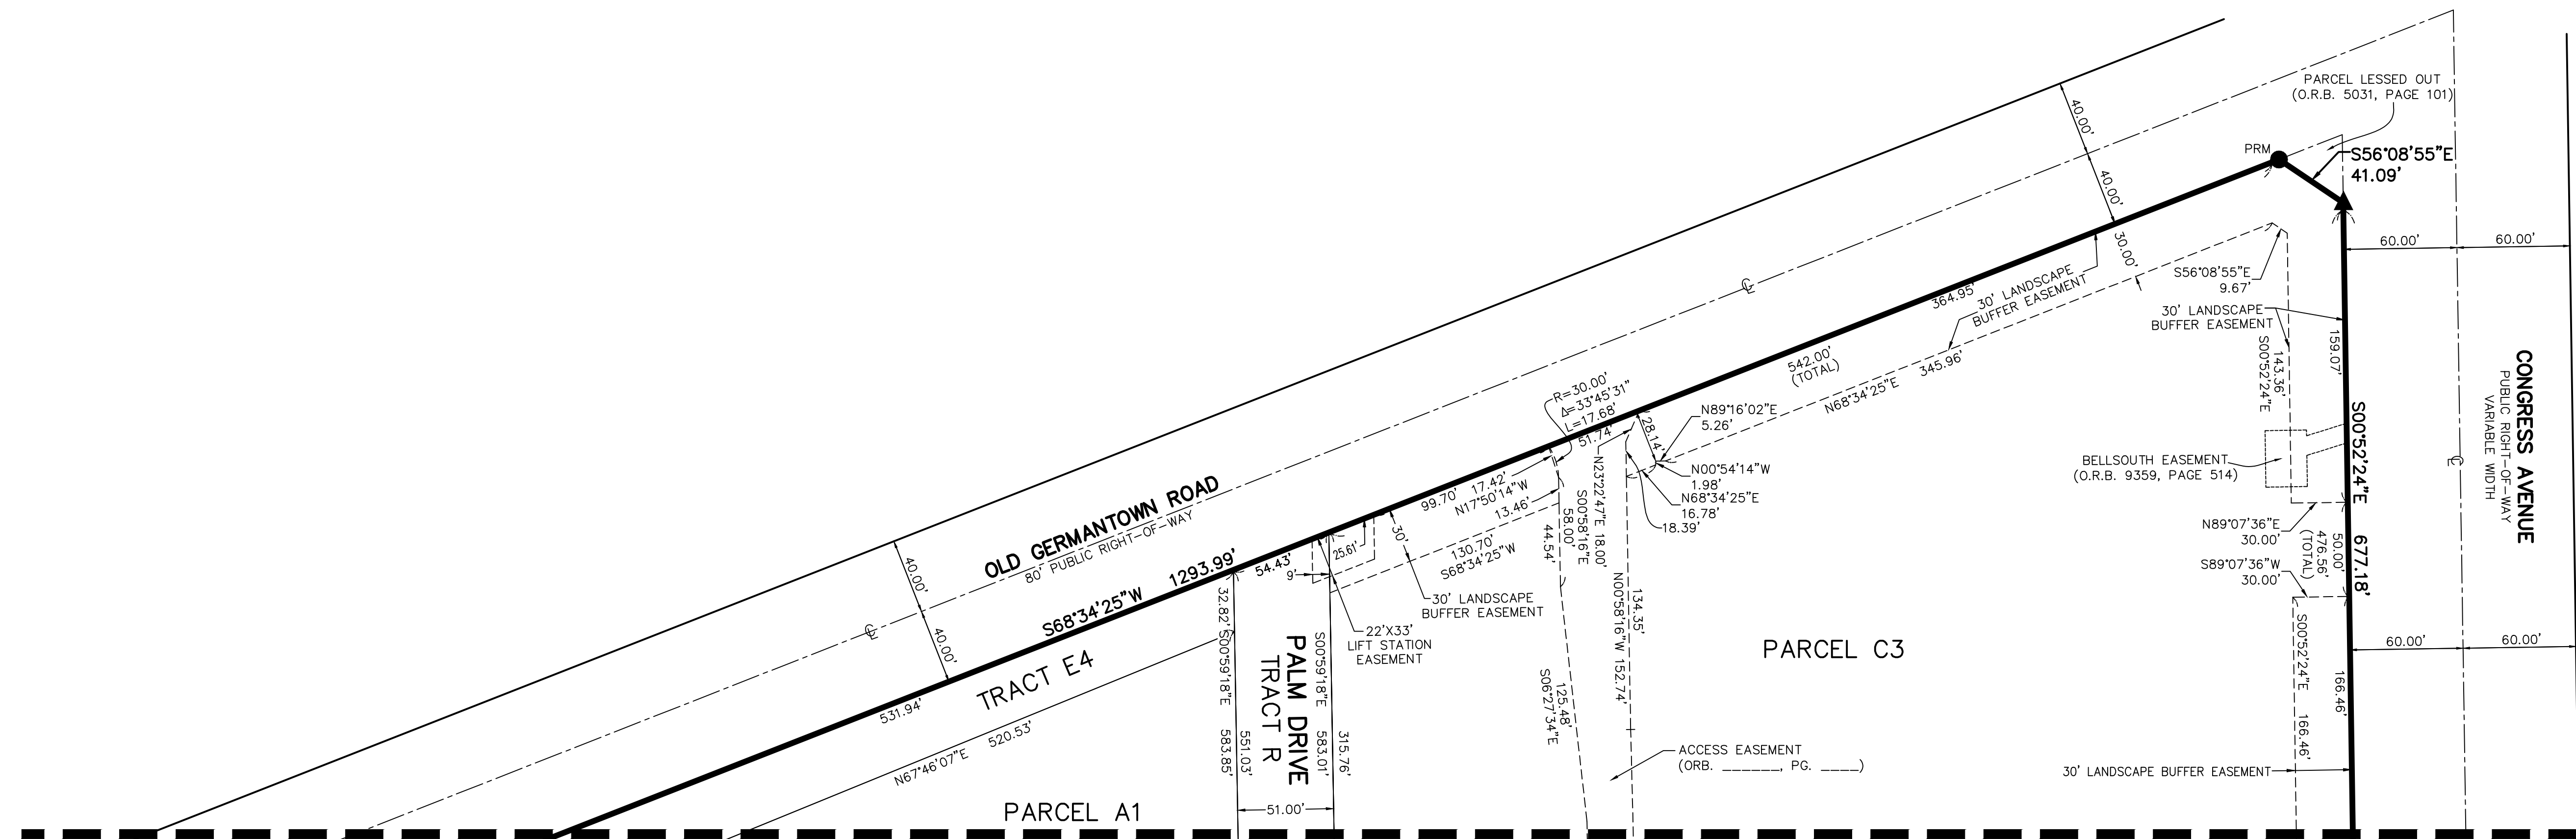 PARCEL LESSED OUT
(O.R.B. 5031, PAGE 101)
PRM
S56°08'55"E
41.09'
40.00'
40.00'
30.00'
60.00'
60.00'
S56°08'55"E
9.67'
30' LANDSCAPE
BUFFER EASEMENT
364.95'
30' LANDSCAPE
BUFFER EASEMENT
542.00'
(TOTAL)
N68°34'25"E 345.96'
143.36'
S00°52'24"E
159.07'
S00°52'24"E 677.18'
CONGRESS AVENUE
PUBLIC RIGHT-OF-WAY
VARIABLE WIDTH
℄
℄
℄
R=30.00'
Δ=33°45'31"
L=17.68'
51.74'
28.14'
N89°16'02"E
5.26'
N00°54'14"W
1.98'
N68°34'25"E
16.78'
18.39'
N23°22'47"E 18.00'
BELLSOUTH EASEMENT
(O.R.B. 9359, PAGE 514)
N89°07'36"E
30.00'
50.00'
476.56'
(TOTAL)
S89°07'36"W
30.00'
OLD GERMANTOWN ROAD
80' PUBLIC RIGHT-OF-WAY
99.70'
17.42'
N17°50'14"W
13.46'
S00°58'16"E
58.00'
44.54'
130.70'
S68°34'25"W
30'
25.61'
9'
54.43'
S68°34'25"W 1293.99'
40.00'
40.00'
30' LANDSCAPE
BUFFER EASEMENT
22'X33'
LIFT STATION
EASEMENT
32.82'
S00°59'18"E 583.85'
551.03'
PALM DRIVE
TRACT R
S00°59'18"E 583.01'
315.76'
51.00'
TRACT E4
531.94'
N67°46'07"E 520.53'
PARCEL A1
125.48'
S06°27'34"E
134.35'
N00°58'16"W 152.74'
PARCEL C3
ACCESS EASEMENT
(ORB. ______, PG. ____)
60.00'
60.00'
S00°52'24"E 166.46'
166.46'
30' LANDSCAPE BUFFER EASEMENT